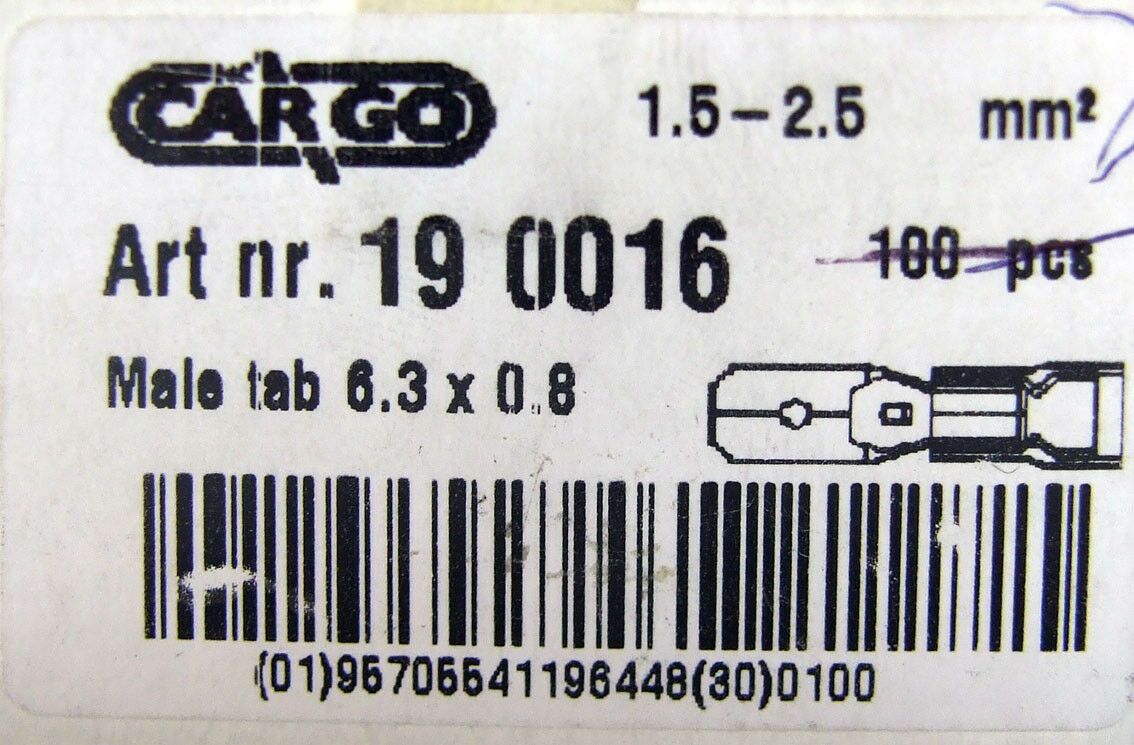 HC
CARGO
1.5-2.5 mm²
Art nr. 19 0016
100 pcs
Male tab 6.3 x 0.8
(01)95705541196448(30)0100